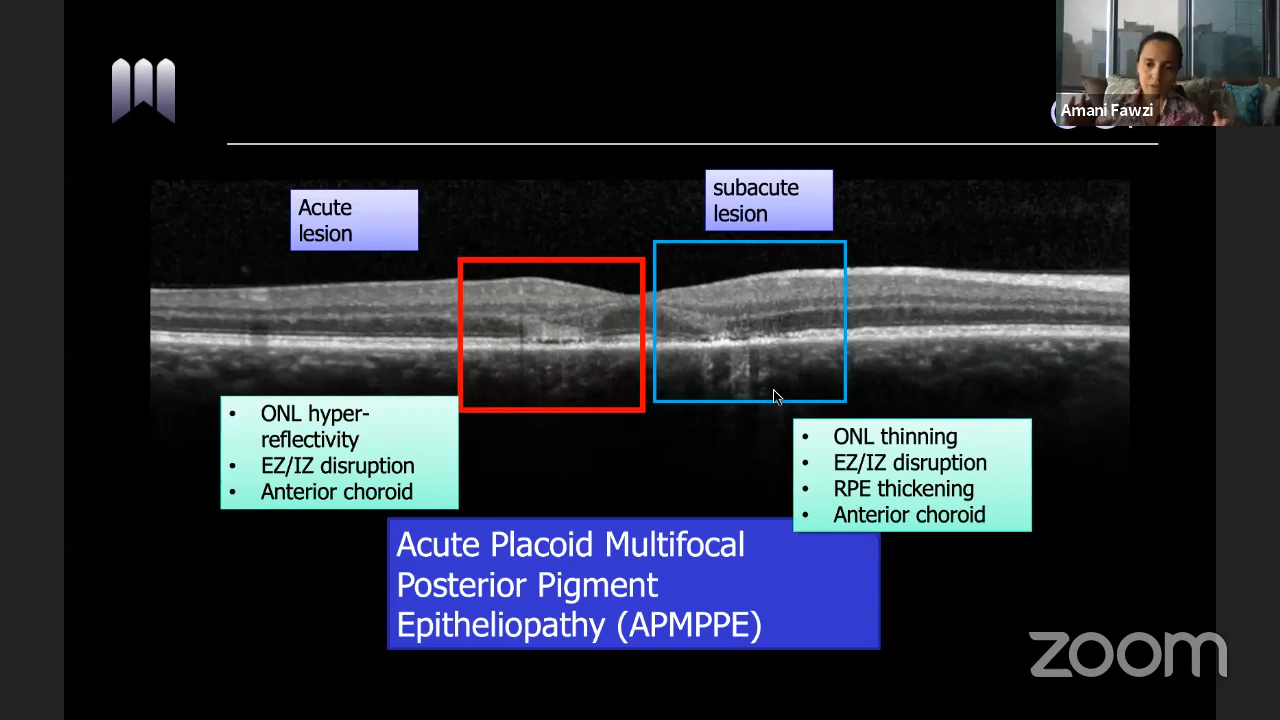 Amani Fawzi
Acute
lesion
subacute
lesion
• ONL hyper-
reflectivity
• EZ/IZ disruption
• Anterior choroid
• ONL thinning
• EZ/IZ disruption
• RPE thickening
• Anterior choroid
Acute Placoid Multifocal
Posterior Pigment
Epitheliopathy (APMPPE)
zoom